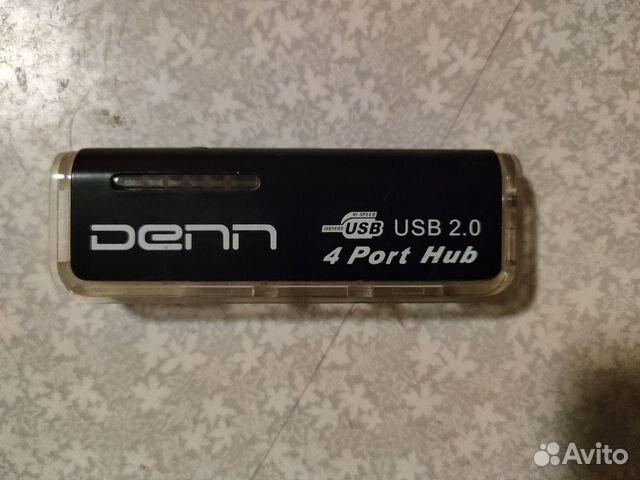 DENN
HI-SPEED
CERTIFIED USB USB 2.0
4 Port Hub
Avito